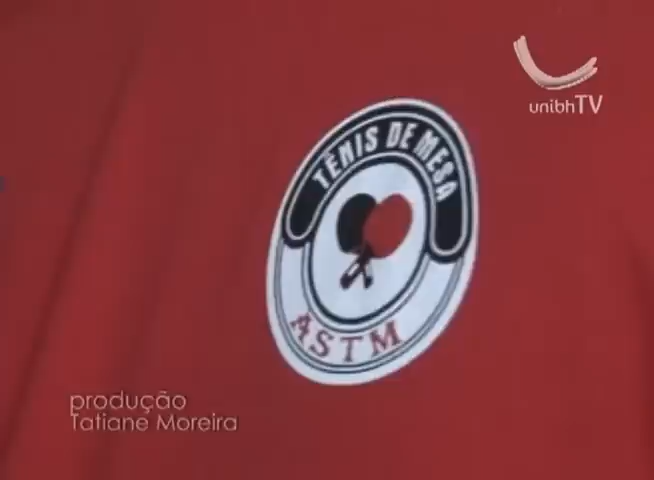 unibhTV
TÊNIS DE MESA
ASTM
produção
Tatiane Moreira